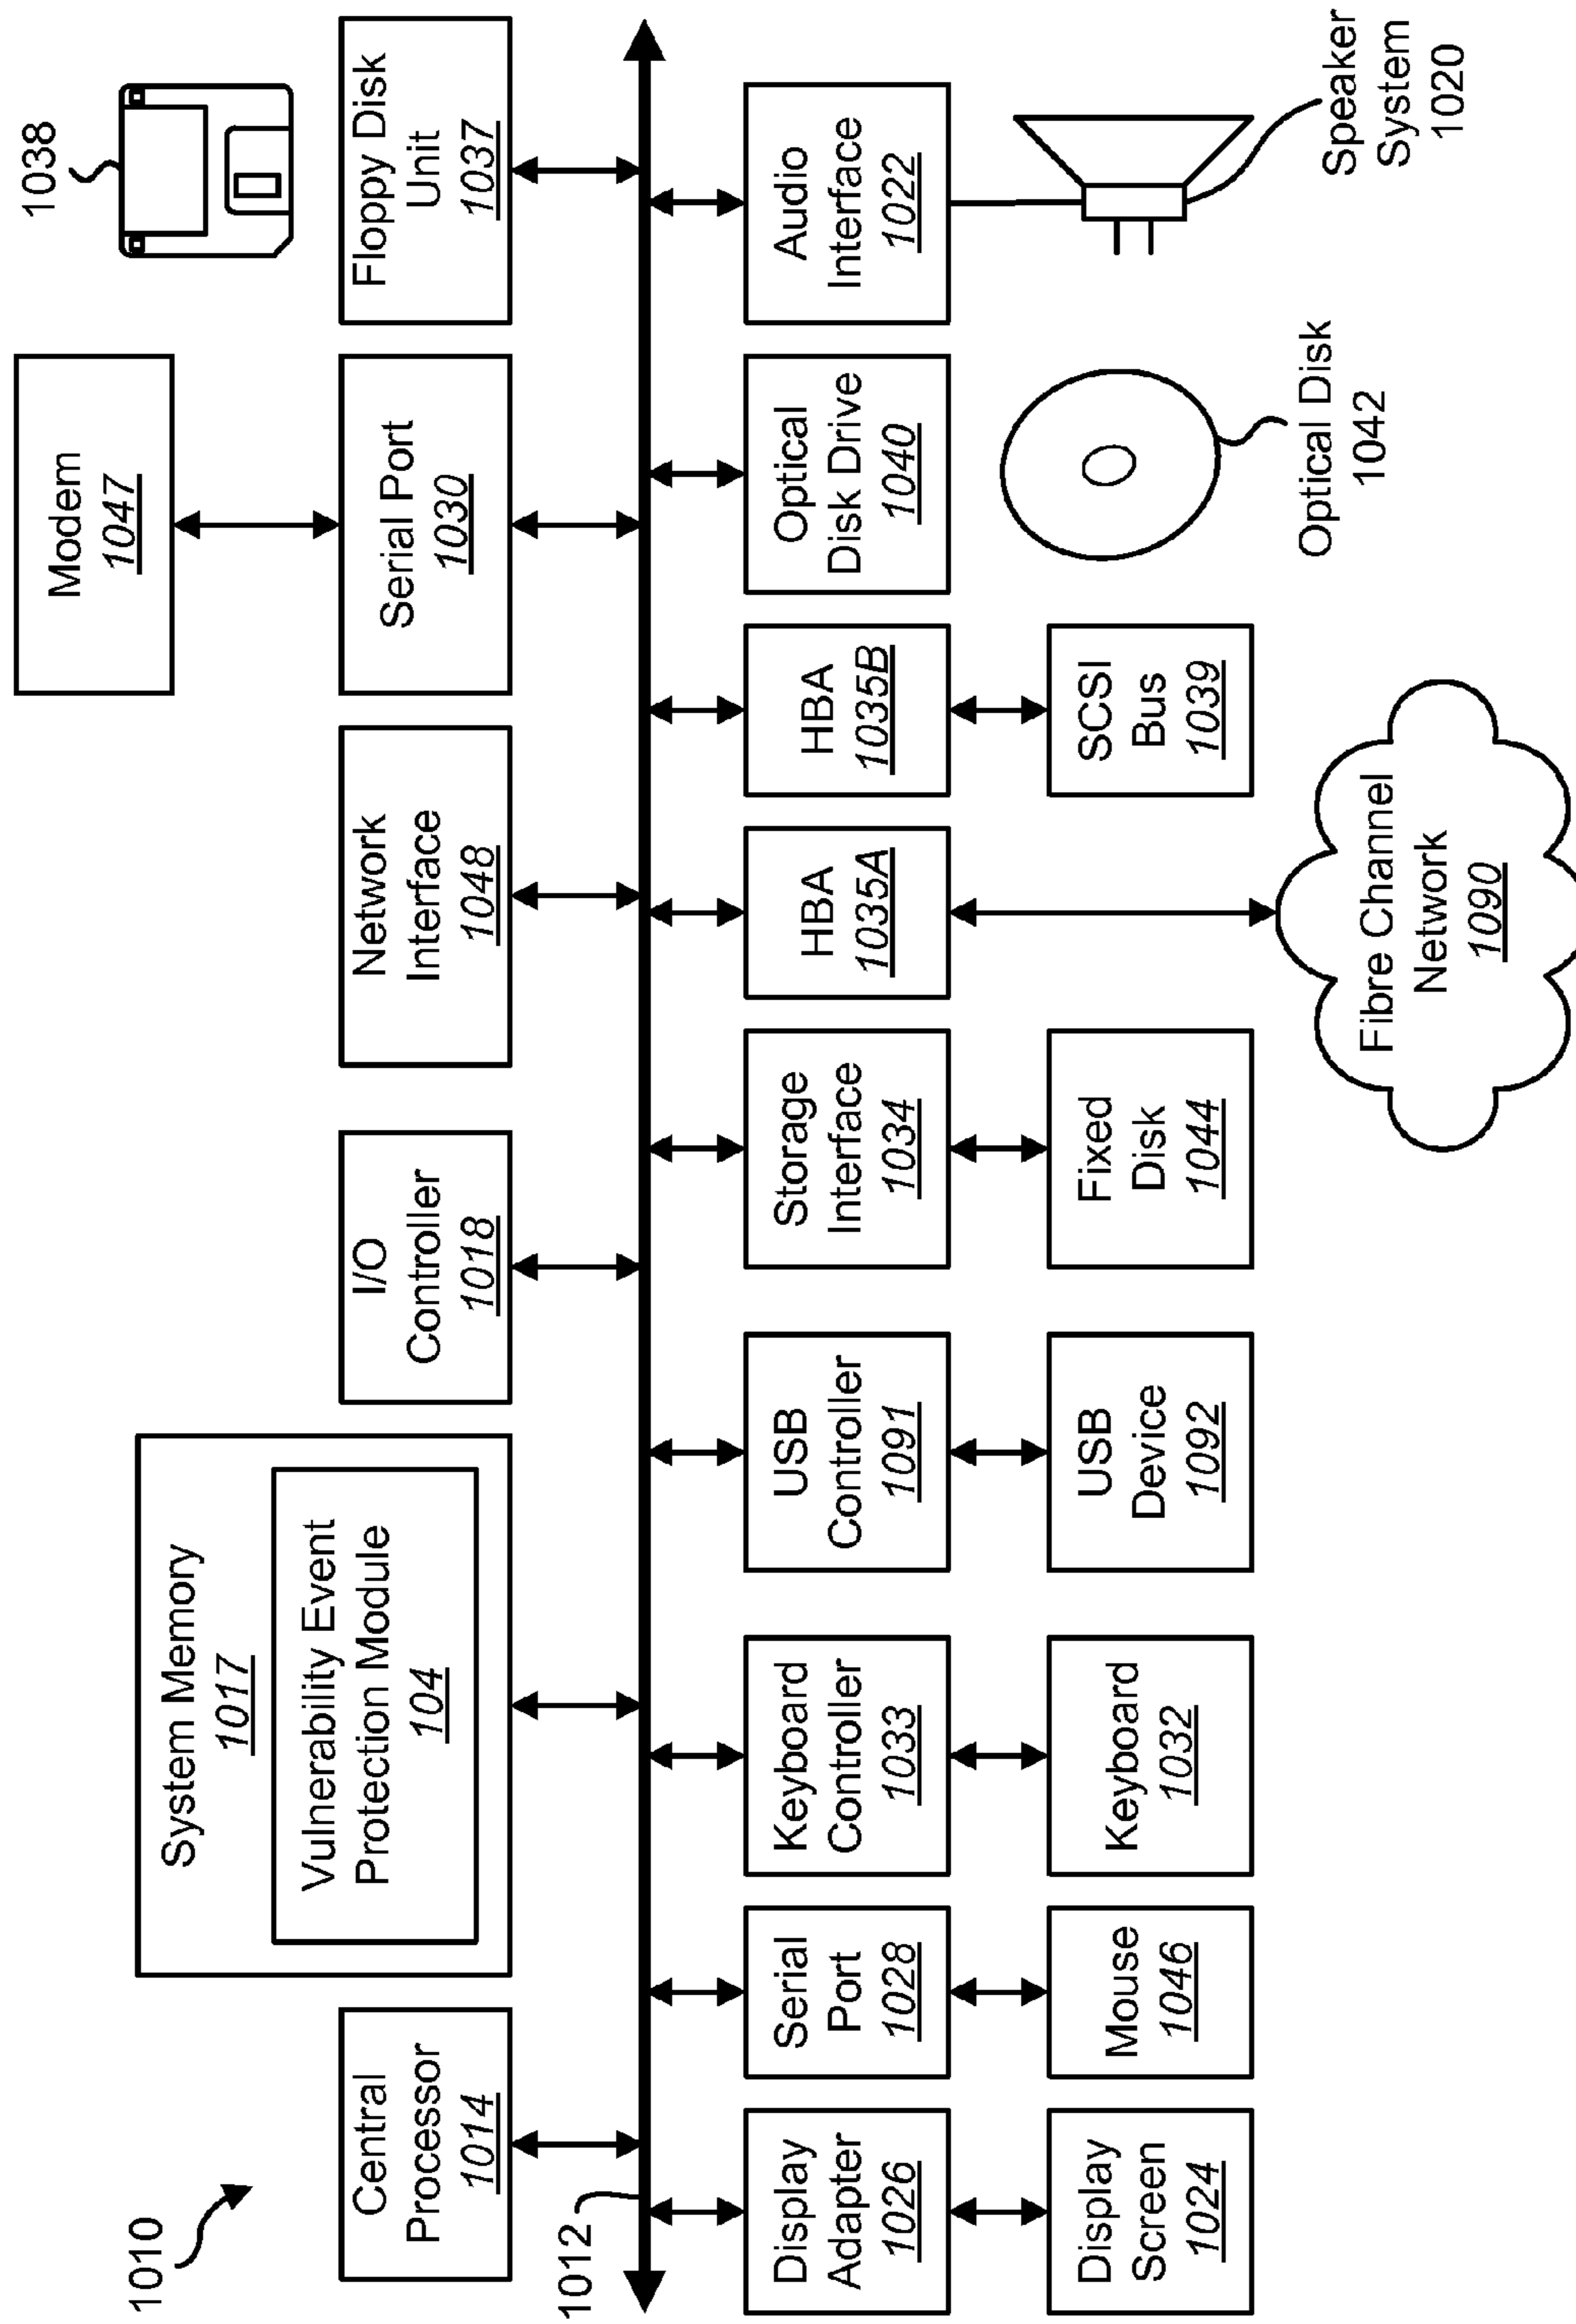 1010
1038
Modem
1047
System Memory
1017
Vulnerability Event
Protection Module
104
Central
Processor
1014
I/O
Controller
1018
Network
Interface
1048
Serial Port
1030
Floppy Disk
Unit
1037
1012
Display
Adapter
1026
Serial
Port
1028
Keyboard
Controller
1033
USB
Controller
1091
Storage
Interface
1034
HBA
1035A
HBA
1035B
Optical
Disk Drive
1040
Audio
Interface
1022
Display
Screen
1024
Mouse
1046
Keyboard
1032
USB
Device
1092
Fixed
Disk
1044
Fibre Channel
Network
1090
SCSI
Bus
1039
Optical Disk
1042
Speaker
System
1020